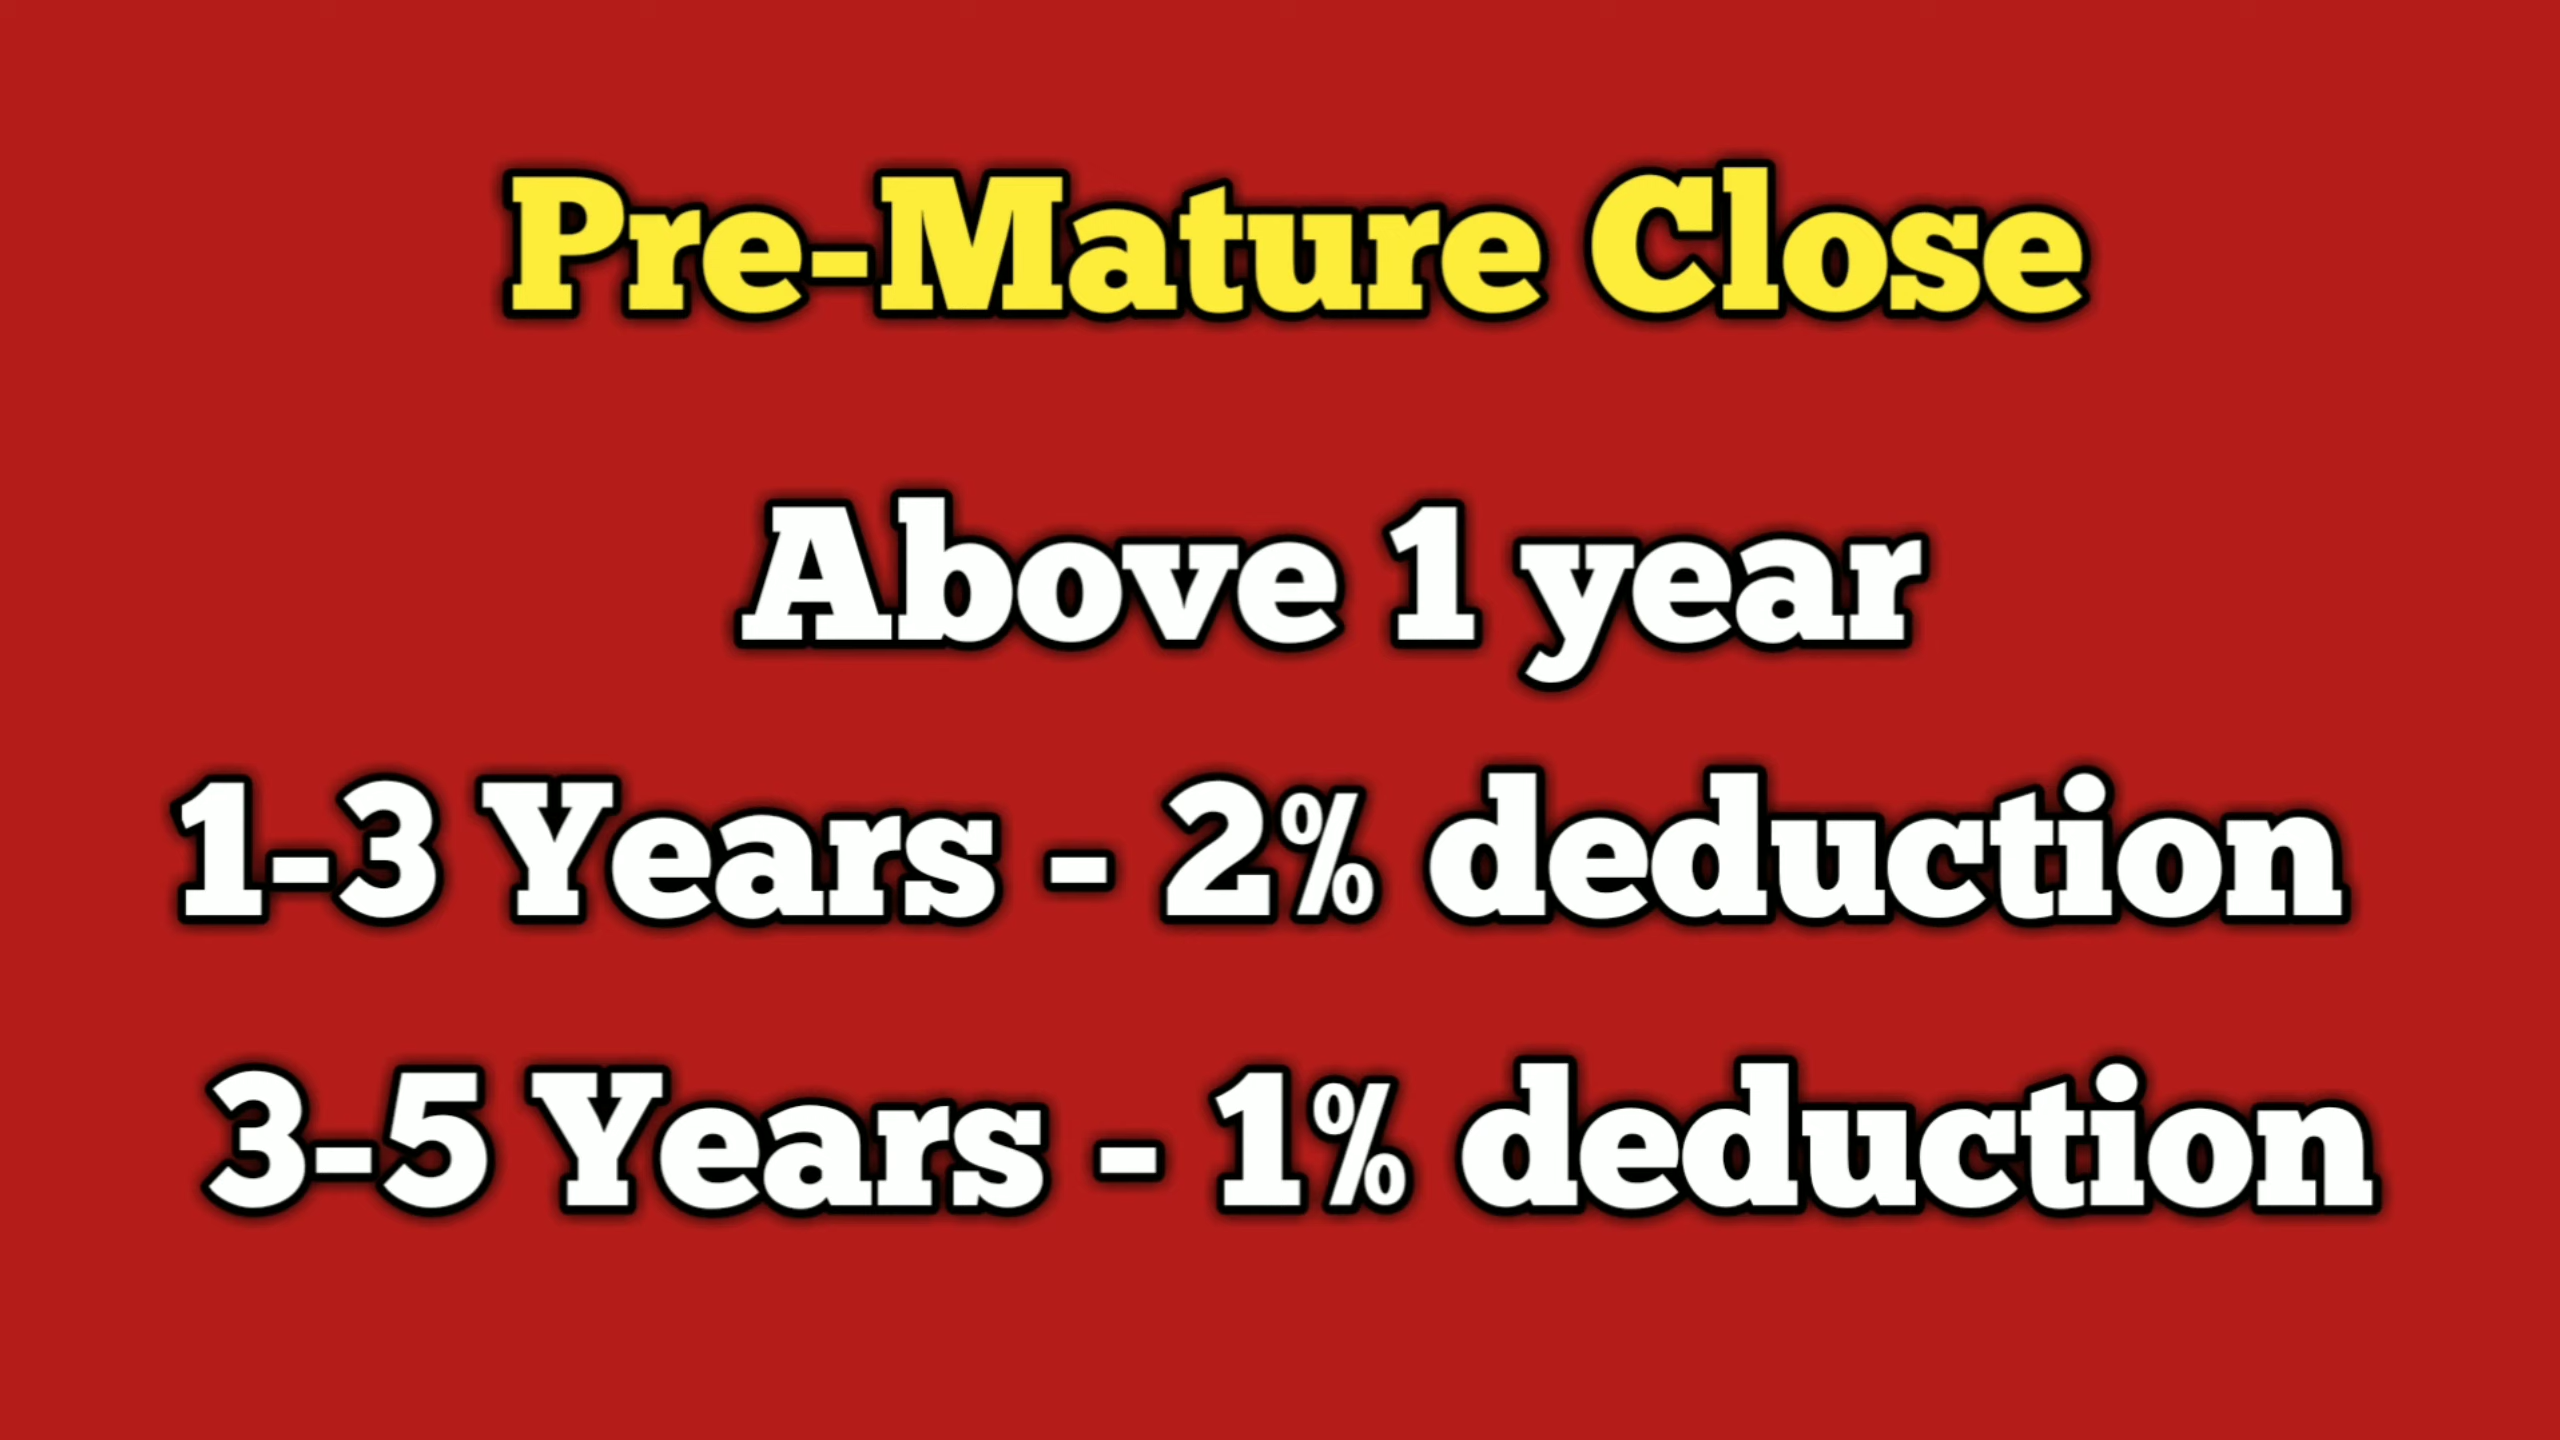 Pre-Mature Close
Above 1 year
1-3 Years - 2% deduction
3-5 Years - 1% deduction